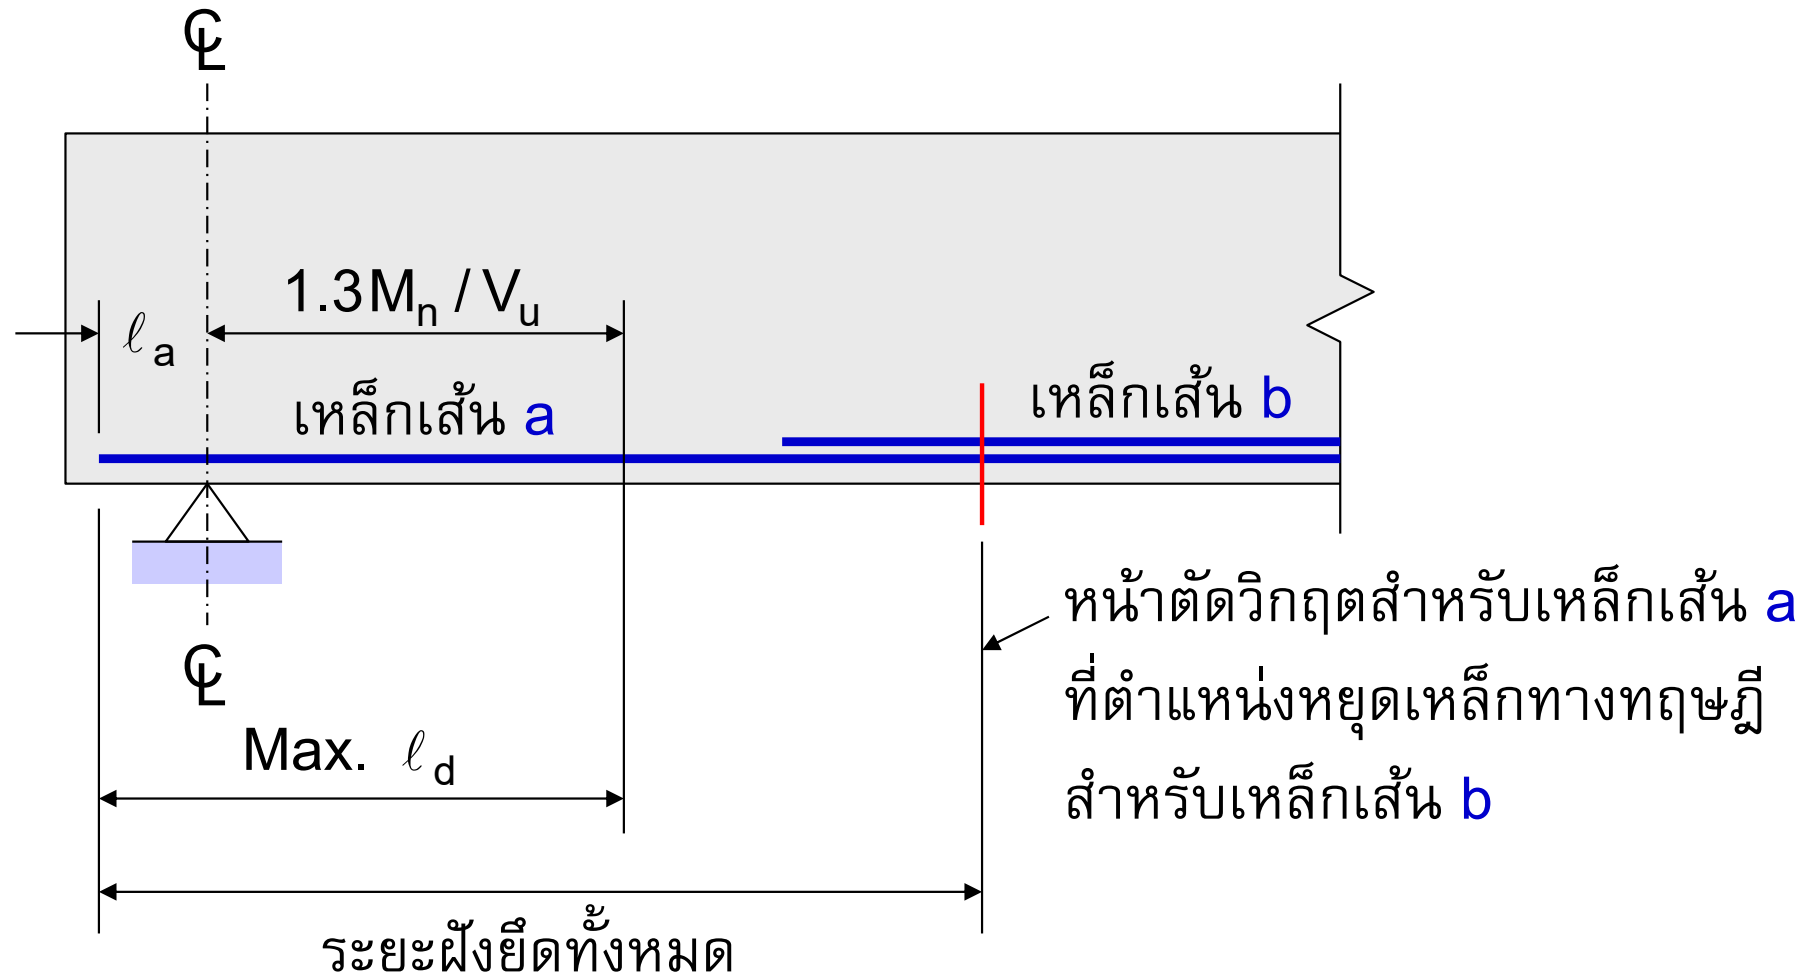 ℄
1.3Mₙ / Vᵤ
ℓ a
เหล็กเส้น a
เหล็กเส้น b
หน้าตัดวิกฤตสำหรับเหล็กเส้น a
ที่ตำแหน่งหยุดเหล็กทางทฤษฎี
สำหรับเหล็กเส้น b
℄
Max. ℓ d
ระยะฝังยึดทั้งหมด